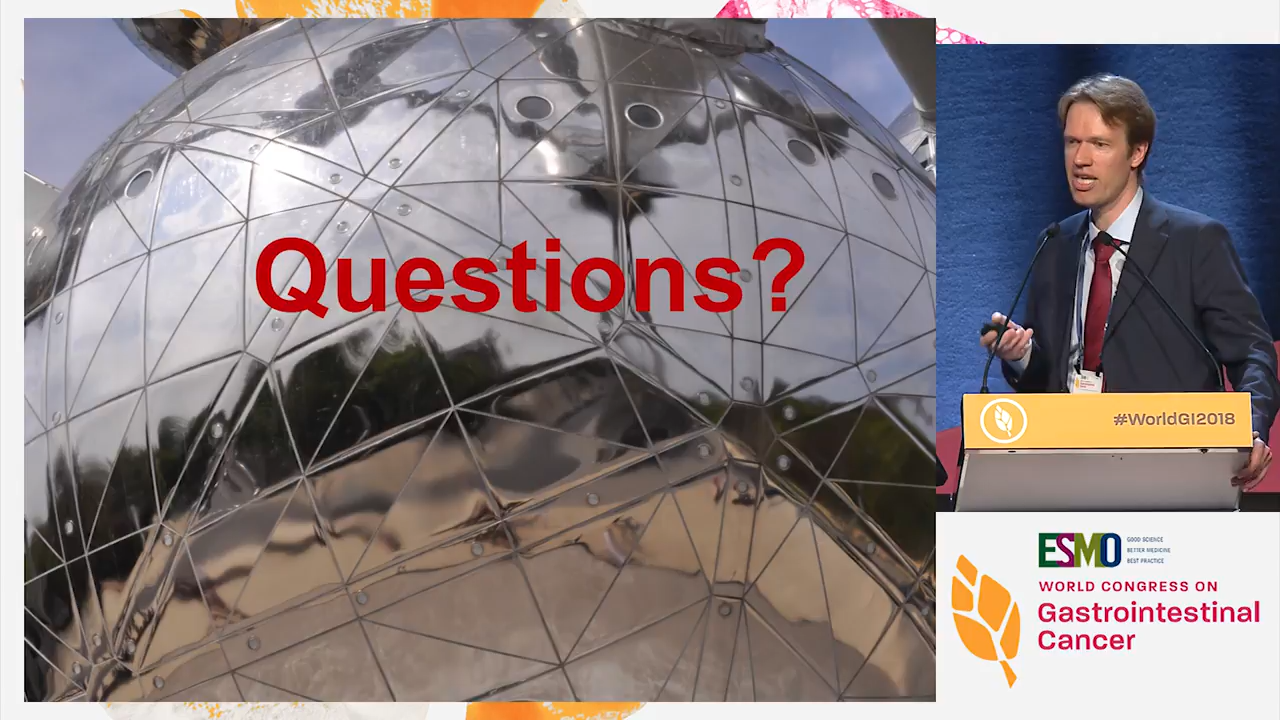 Questions?
#WorldGI2018
ESMO
GOOD SCIENCE
BETTER MEDICINE
BEST PRACTICE
WORLD CONGRESS ON
Gastrointestinal
Cancer